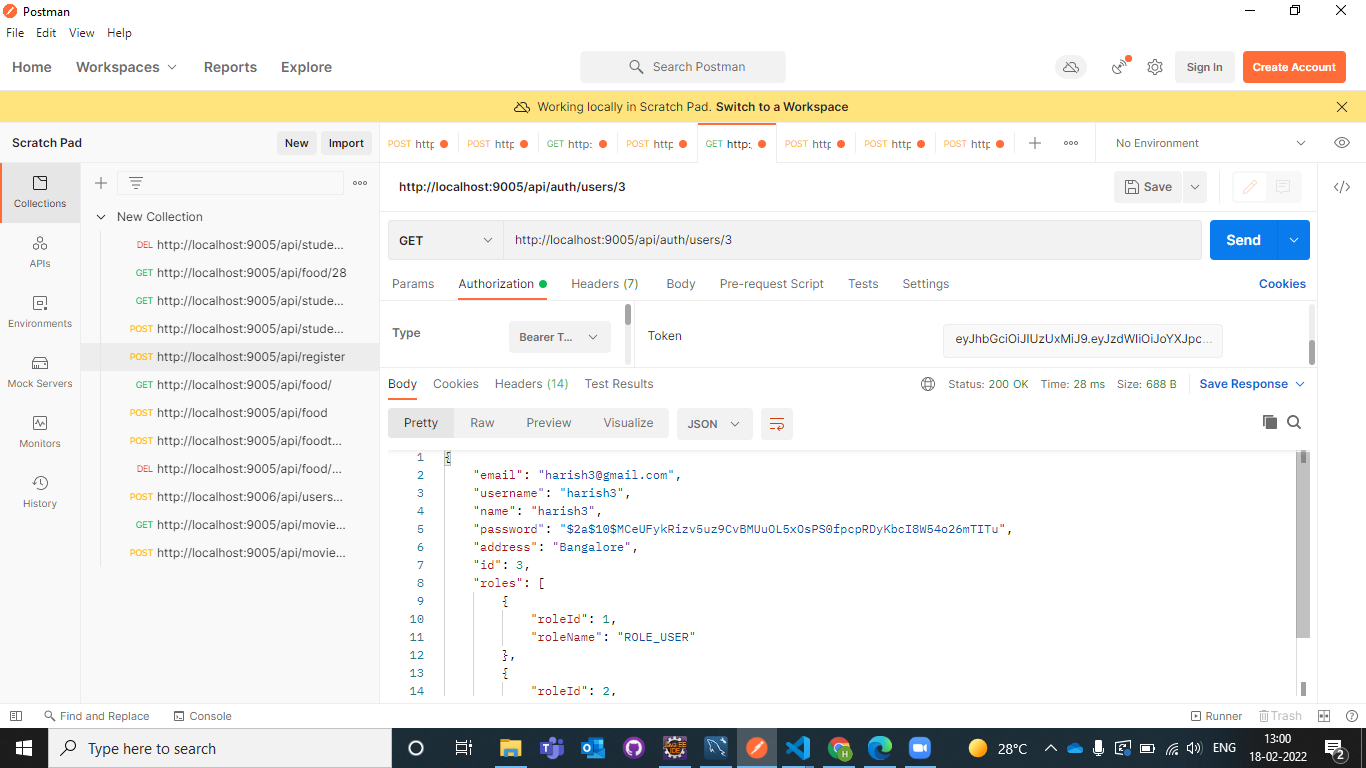 Postman
File Edit View Help
Home Workspaces Reports Explore Search Postman Sign In Create Account
Working locally in Scratch Pad. Switch to a Workspace
Scratch Pad New Import
POST http POST http GET http: POST http GET http: POST http POST http POST http No Environment
Collections
APIs
Environments
Mock Servers
Monitors
History
New Collection
DEL http://localhost:9005/api/stude...
GET http://localhost:9005/api/food/28
GET http://localhost:9005/api/stude...
POST http://localhost:9005/api/stude...
POST http://localhost:9005/api/register
GET http://localhost:9005/api/food/
POST http://localhost:9005/api/food
POST http://localhost:9005/api/foodt...
DEL http://localhost:9005/api/food/...
POST http://localhost:9006/api/users...
GET http://localhost:9005/api/movie...
POST http://localhost:9005/api/movie...
http://localhost:9005/api/auth/users/3 Save
GET http://localhost:9005/api/auth/users/3 Send
Params Authorization Headers (7) Body Pre-request Script Tests Settings Cookies
Type Bearer T... Token
Body Cookies Headers (14) Test Results Status: 200 OK Time: 28 ms Size: 688 B Save Response
Pretty Raw Preview Visualize JSON
1 {
2 "email": "harish3@gmail.com",
3 "username": "harish3",
4 "name": "harish3",
5 "password": "$2a$10$MCeUFykRizv5uz9CvBMUuOL5xOsPS0fpcpRDyKbcI8W54o26mTITu",
6 "address": "Bangalore",
7 "id": 3,
8 "roles": [
9 {
10 "roleId": 1,
11 "roleName": "ROLE_USER"
12 },
13 {
14 "roleId": 2,
Find and Replace Console Runner Trash
Type here to search 28°C ENG 13:00
18-02-2022 2